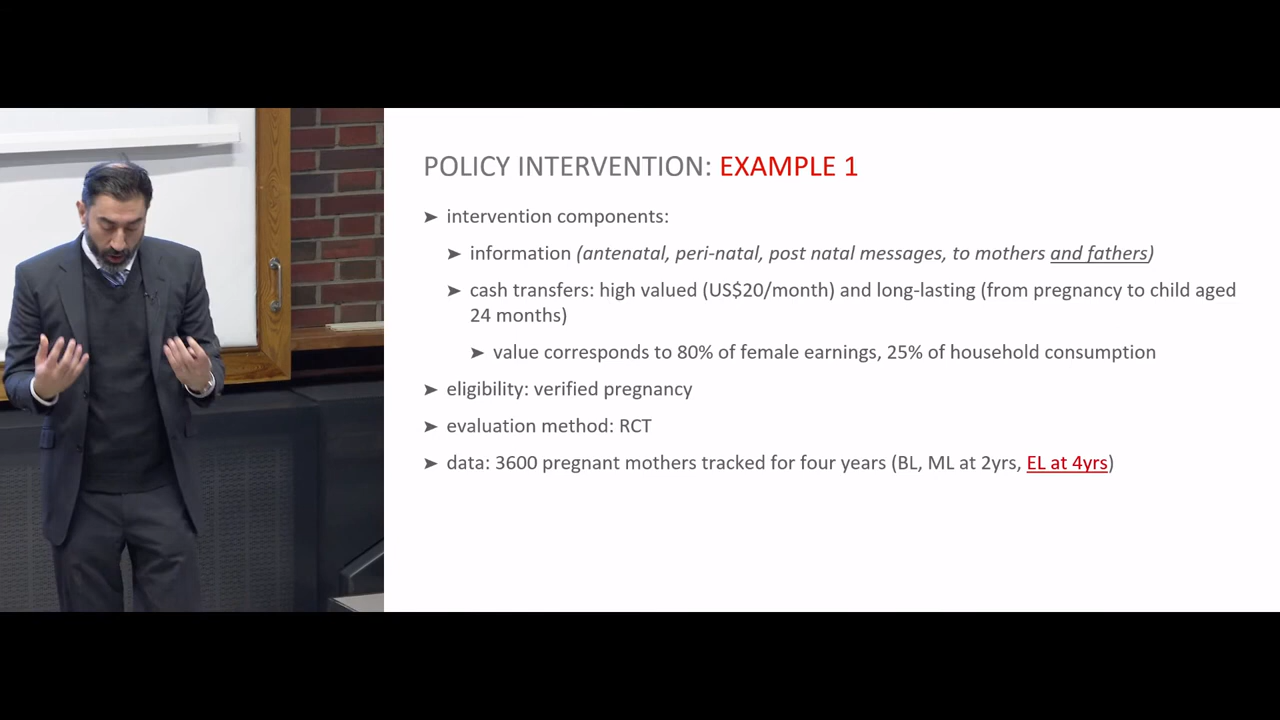 POLICY INTERVENTION: EXAMPLE 1
➤ intervention components:
➤ information (antenatal, peri-natal, post natal messages, to mothers and fathers)
➤ cash transfers: high valued (US$20/month) and long-lasting (from pregnancy to child aged
24 months)
➤ value corresponds to 80% of female earnings, 25% of household consumption
➤ eligibility: verified pregnancy
➤ evaluation method: RCT
➤ data: 3600 pregnant mothers tracked for four years (BL, ML at 2yrs, EL at 4yrs)